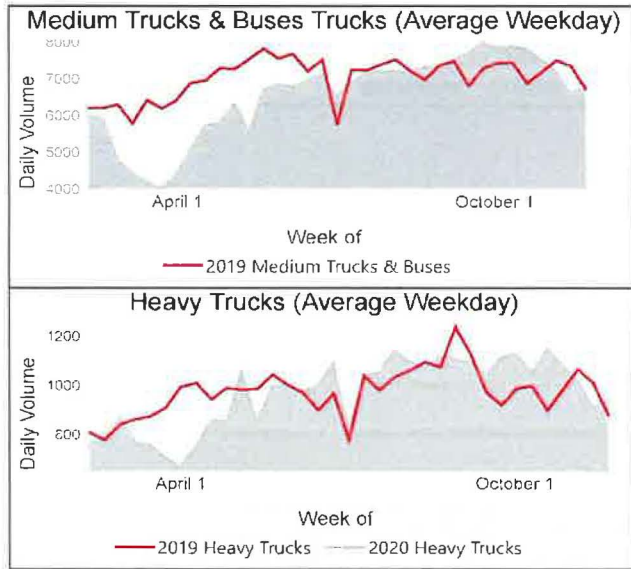 Medium Trucks & Buses Trucks (Average Weekday)
8000
7000
6000
5000
4000
Daily Volume
April 1
October 1
Week of
2019 Medium Trucks & Buses
Heavy Trucks (Average Weekday)
1200
1000
800
Daily Volume
April 1
October 1
Week of
2019 Heavy Trucks 2020 Heavy Trucks